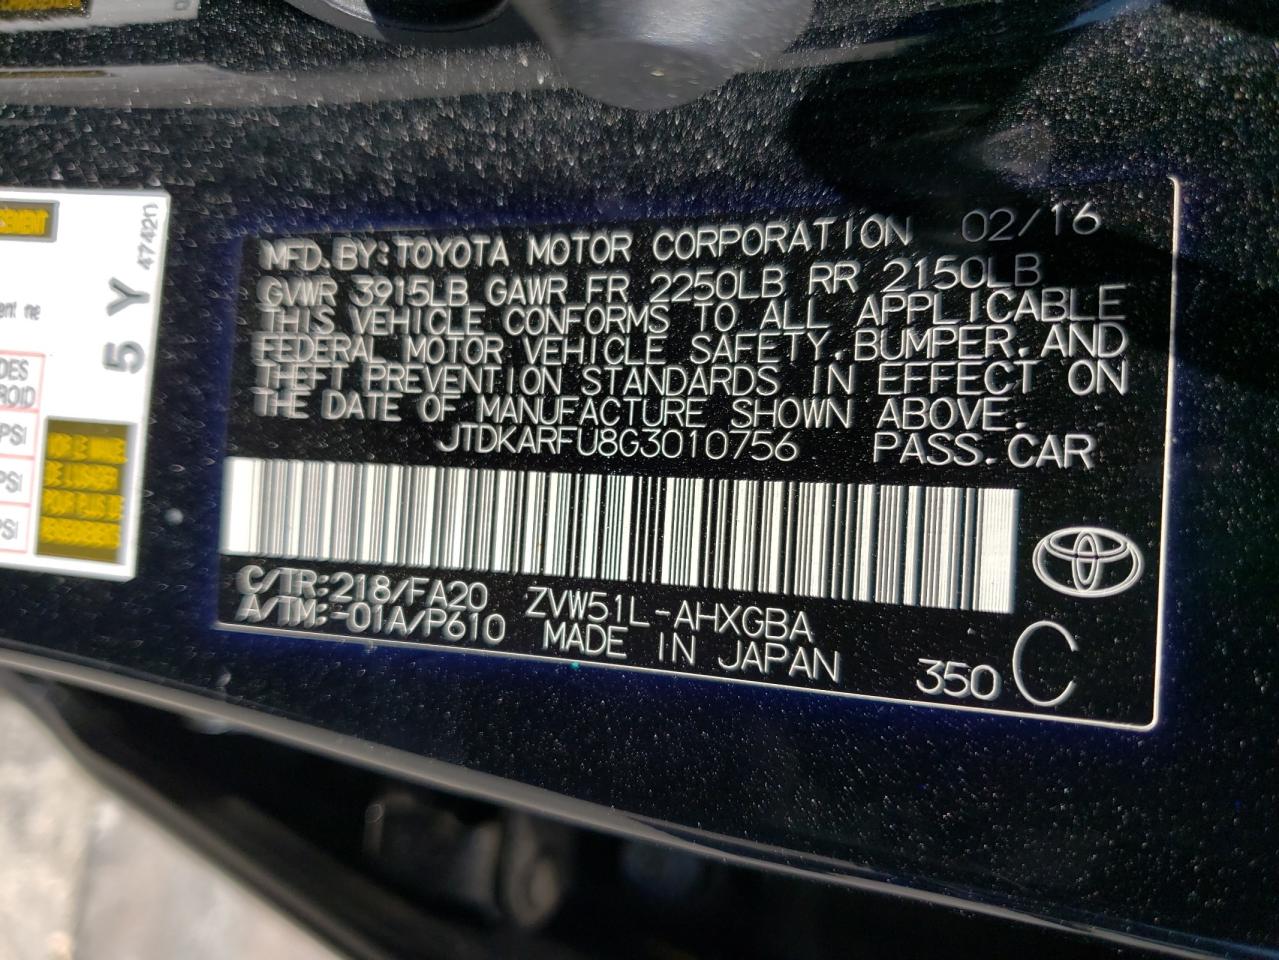 MFD. BY: TOYOTA MOTOR CORPORATION 02/16
GVWR 3915LB GAWR FR 2250LB RR 2150LB
THIS VEHICLE CONFORMS TO ALL APPLICABLE
FEDERAL MOTOR VEHICLE SAFETY, BUMPER, AND
THEFT PREVENTION STANDARDS IN EFFECT ON
THE DATE OF MANUFACTURE SHOWN ABOVE.
JTDKARFU8G3010756 PASS. CAR
C/TR:218/FA20 ZVW51L-AHXGBA
A/TM:-01A/P610 MADE IN JAPAN
350 C
5 Y
47421
PSI
PSI
PSI